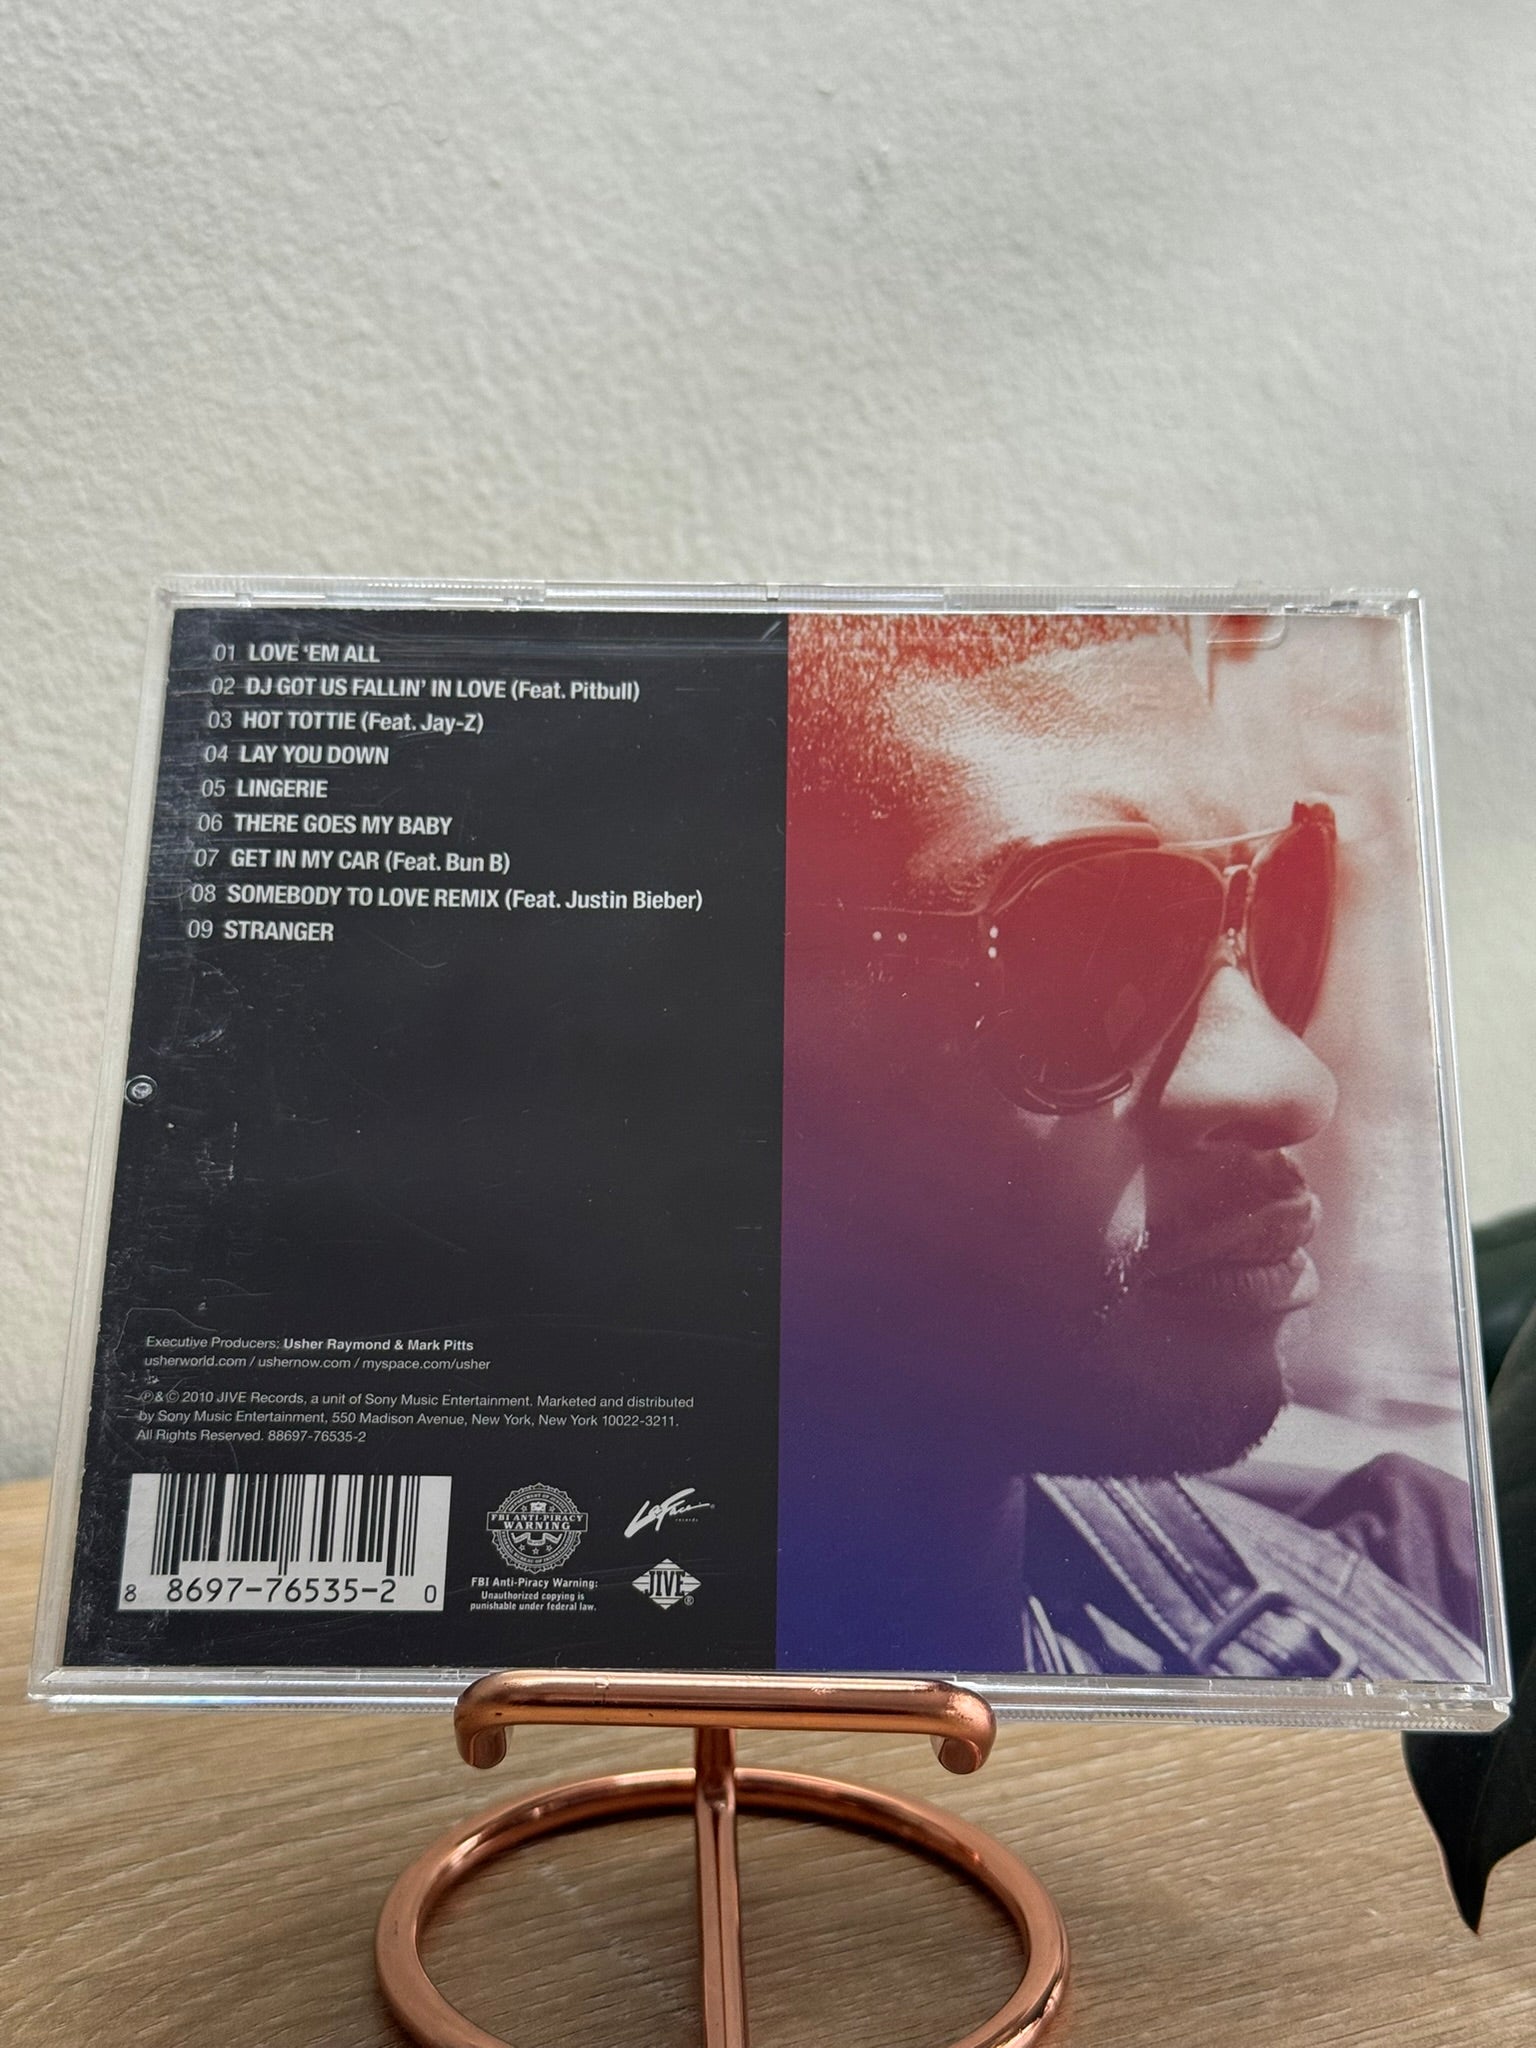 01 LOVE 'EM ALL
02 DJ GOT US FALLIN' IN LOVE (Feat. Pitbull)
03 HOT TOTTIE (Feat. Jay-Z)
04 LAY YOU DOWN
05 LINGERIE
06 THERE GOES MY BABY
07 GET IN MY CAR (Feat. Bun B)
08 SOMEBODY TO LOVE REMIX (Feat. Justin Bieber)
09 STRANGER
Executive Producers: Usher Raymond & Mark Pitts
usherworld.com / ushernow.com / myspace.com/usher
℗ & © 2010 JIVE Records, a unit of Sony Music Entertainment. Marketed and distributed
by Sony Music Entertainment, 550 Madison Avenue, New York, New York 10022-3211.
All Rights Reserved. 88697-76535-2
8 8697-76535-2 0
FBI ANTI-PIRACY
WARNING
FBI Anti-Piracy Warning:
Unauthorized copying is
punishable under federal law.
LaFace
records
JIVE®